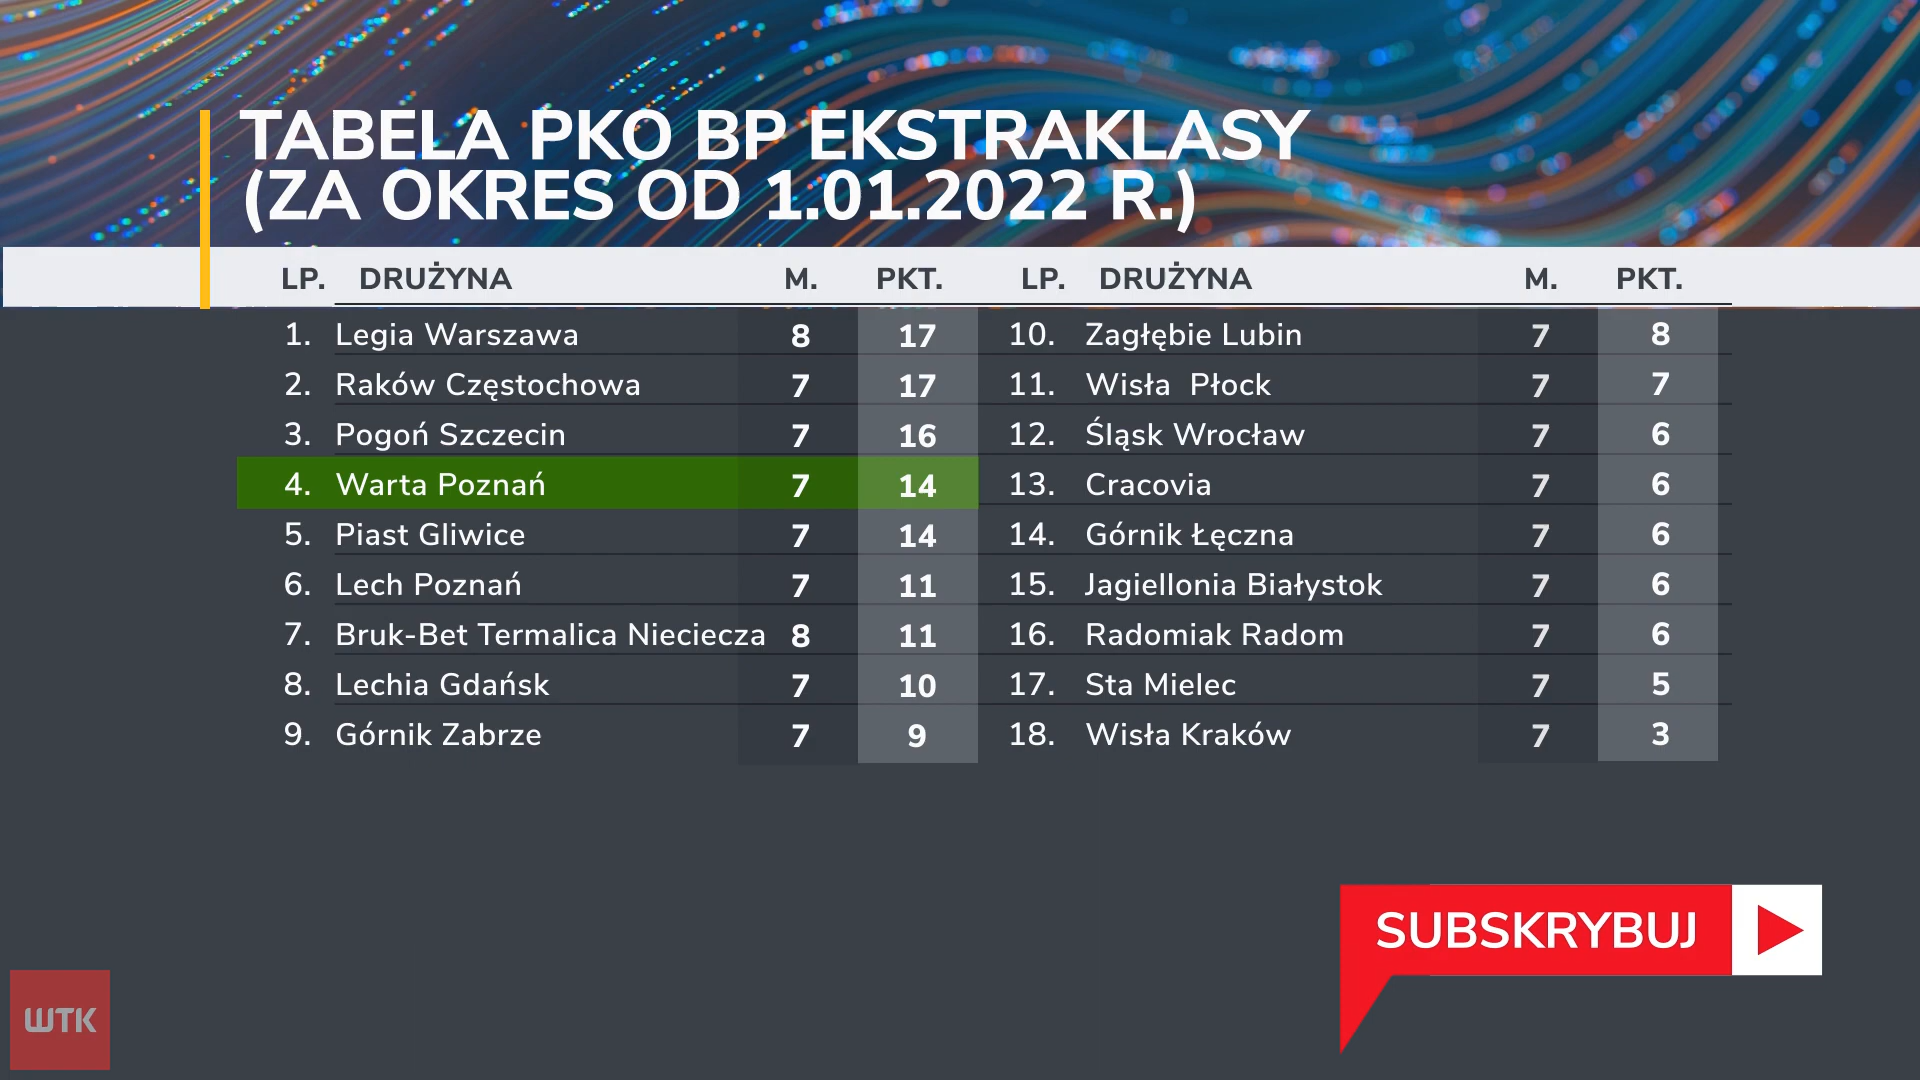 TABELA PKO BP EKSTRAKLASY
(ZA OKRES OD 1.01.2022 R.)
LP. DRUŻYNA M. PKT. LP. DRUŻYNA M. PKT.
1. Legia Warszawa 8 17 10. Zagłębie Lubin 7 8
2. Raków Częstochowa 7 17 11. Wisła  Płock 7 7
3. Pogoń Szczecin 7 16 12. Śląsk Wrocław 7 6
4. Warta Poznań 7 14 13. Cracovia 7 6
5. Piast Gliwice 7 14 14. Górnik Łęczna 7 6
6. Lech Poznań 7 11 15. Jagiellonia Białystok 7 6
7. Bruk-Bet Termalica Nieciecza 8 11 16. Radomiak Radom 7 6
8. Lechia Gdańsk 7 10 17. Sta Mielec 7 5
9. Górnik Zabrze 7 9 18. Wisła Kraków 7 3
SUBSKRYBUJ
WTK